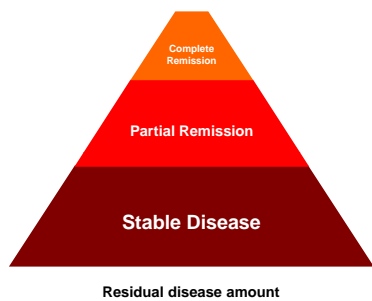 Complete
Remission
Partial Remission
Stable Disease
Residual disease amount